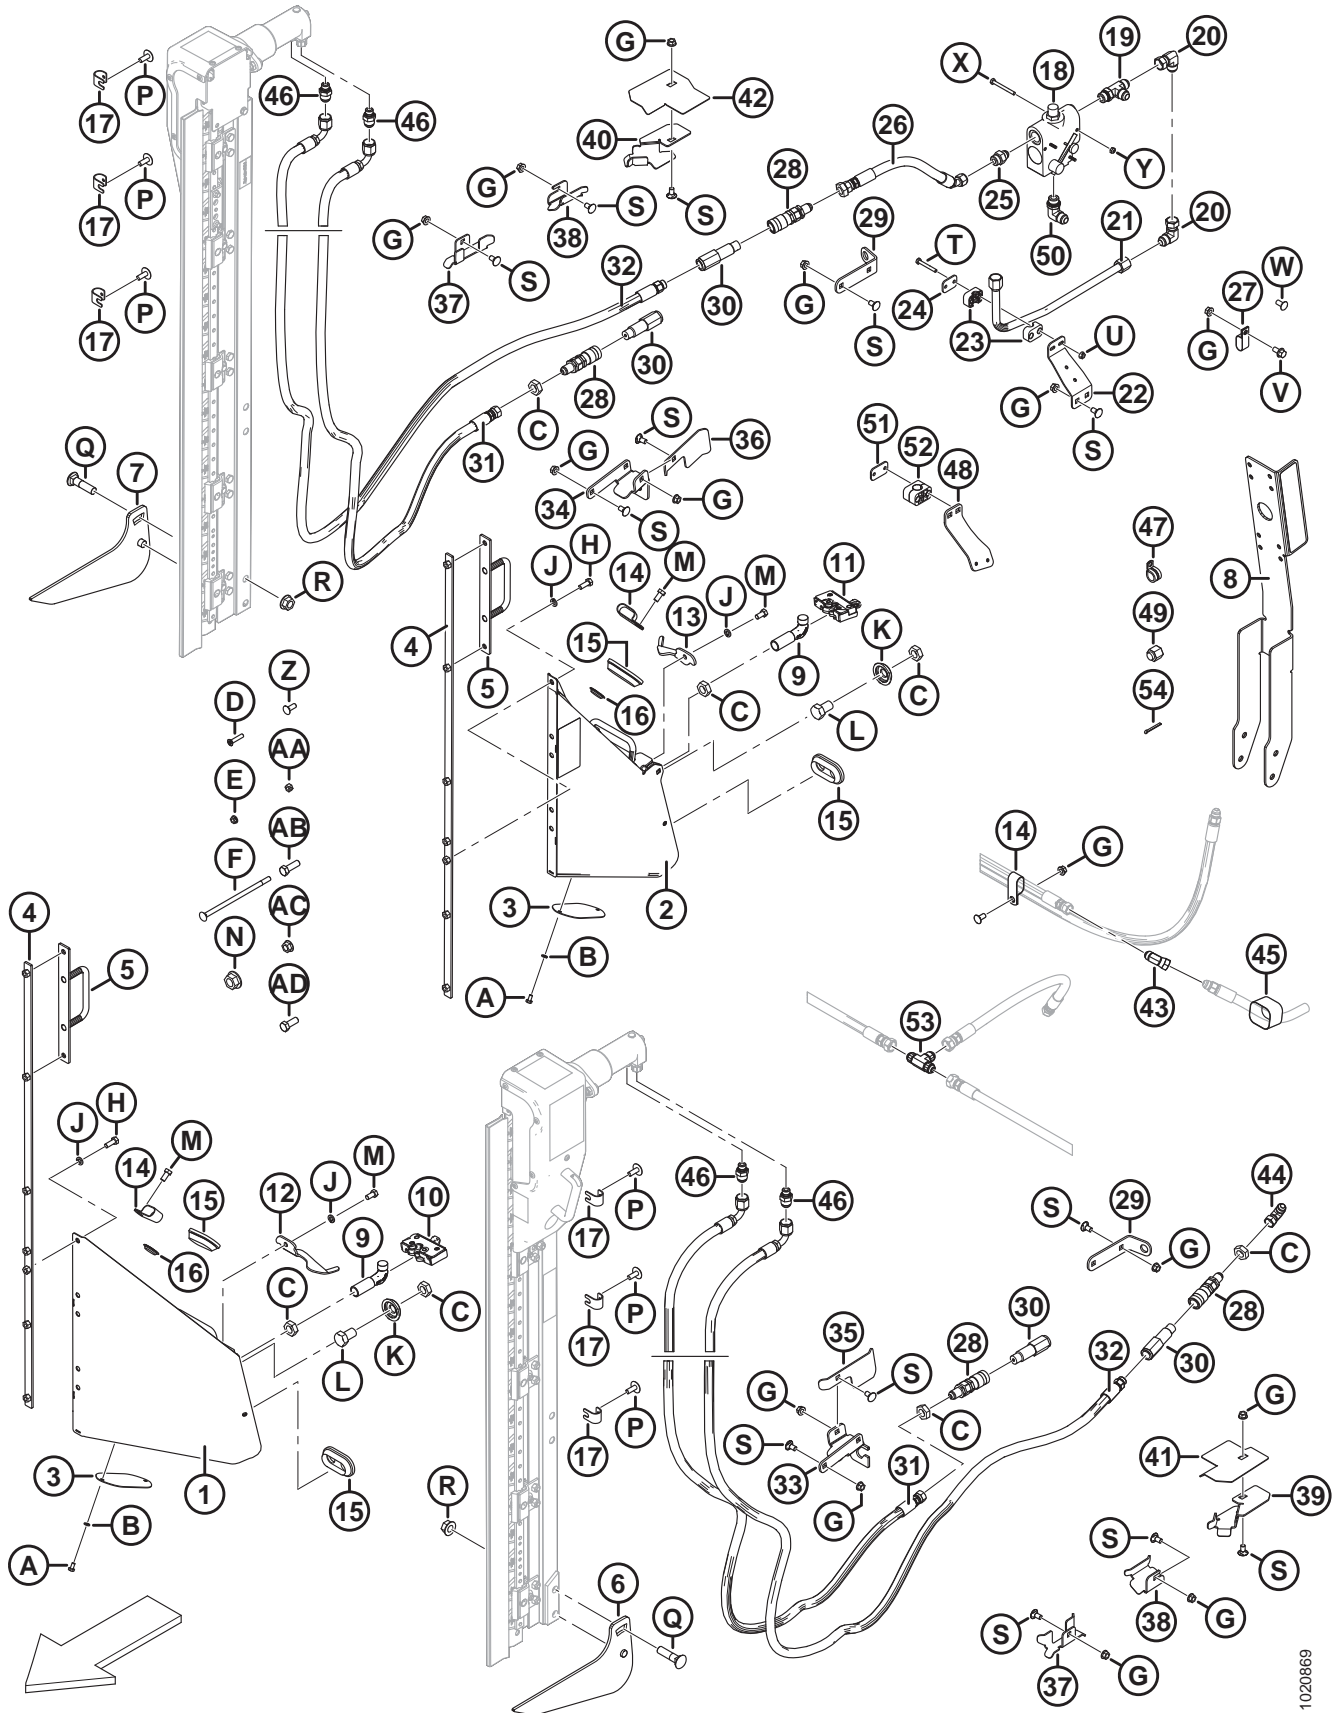 G
46
17
P
46
42
40
X
18
19
20
26
28
25
Y
17
P
G
S
S
38
G
S
37
29
T
50
21
20
32
30
G
24
W
27
17
P
23
U
G
V
S
30
28
C
31
G
22
S
Q
7
S
36
G
34
G
S
51
52
48
R
J
H
14
M
11
47
8
4
15
13
J
M
K
49
5
9
C
54
16
C
L
Z
D
AA
E
15
AB
F
AC
N
AD
14
G
4
3
2
B
A
5
45
43
53
J
H
M
14
15
12
J
M
10
9
16
C
C
K
L
46
46
P
17
44
S
29
G
C
P
17
35
28
30
28
30
32
S
G
C
G
S
P
17
33
31
41
G
3
1
15
R
39
B
A
S
S
6
Q
38
G
S
37
G
1020869